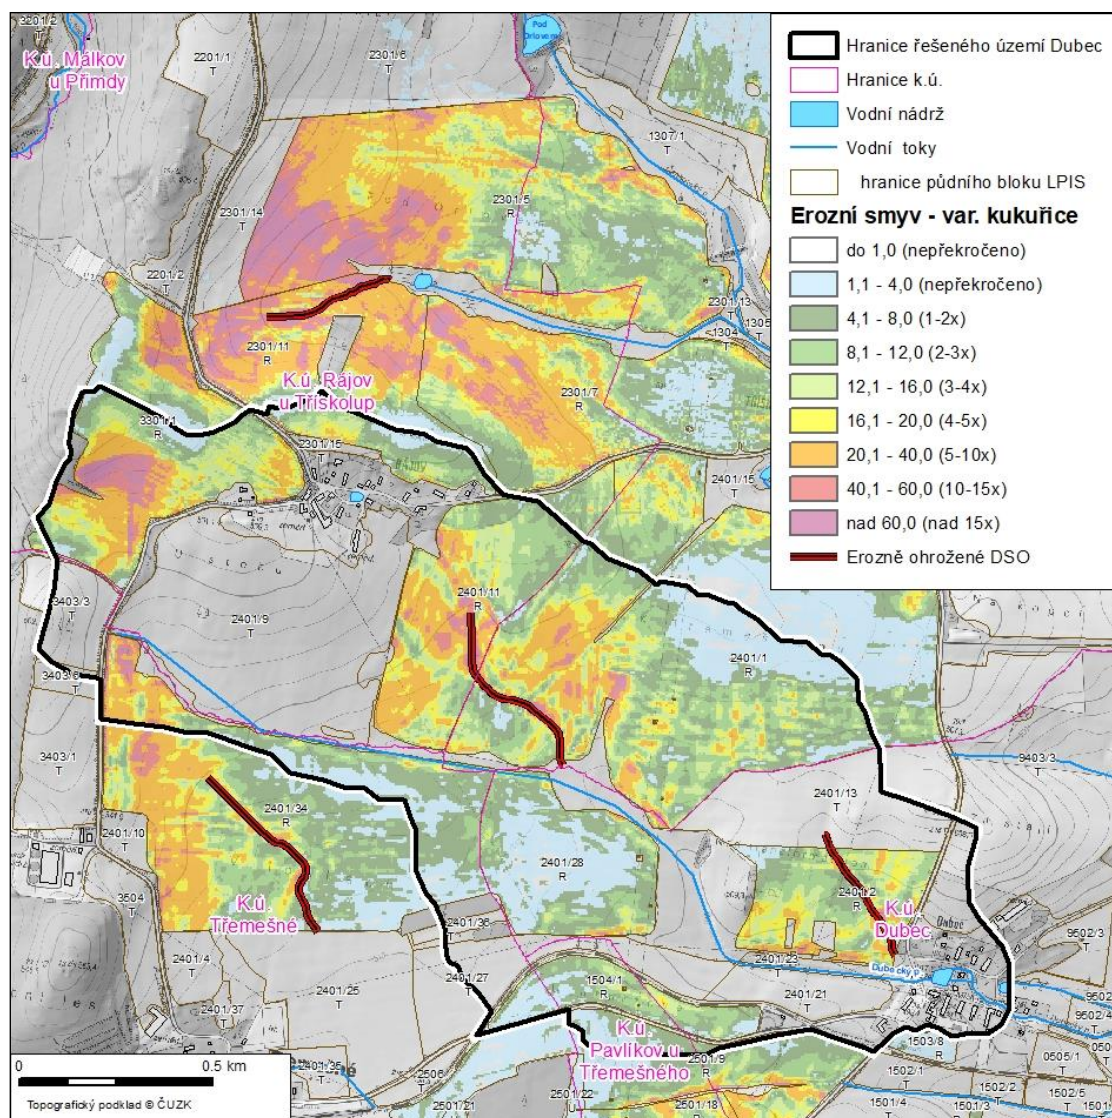 3201/2
T
K.ú. Málkov
u Přimdy
2201/1
T
2301/6
T
Pod
Orlovem
1307/1
T
2301/14
T
2301/5
R
2201/2
T
2301/13
T
1304
T
1305
T
2301/11
R
K.ú. Rájov
u Třískolup
2301/7
R
3301/1
R
2301/15
T
2401/15
T
3403/3
T
2401/9
T
2401/11
R
2401/1
R
3403/6
T
3403/1
T
9403/3
T
2401/13
T
2401/34
R
2401/10
T
2401/28
R
2401/2
R
K.ú.
Dubec
Dubec
3504
T
K.ú.
Třemešné
2401/36
T
9502/3
T
2401/4
T
2401/25
T
2401/27
T
1504/1
R
2401/23
T
Dubecký p.
2401/21
T
2401/37
T
9502
T
9502/4
T
K.ú.
Pavlíkov u
Třemešného
2501/9
R
1503/8
R
0505/1
T
2401/35
T
2506
2501/21
2501/22
U
2501/18
1502/1
T
1502/2
T
1502/5
T
1501/4
T
1501/3
T
Hranice řešeného území Dubec
Hranice k.ú.
Vodní nádrž
Vodní toky
hranice půdního bloku LPIS
Erozní smyv - var. kukuřice
do 1,0 (nepřekročeno)
1,1 - 4,0 (nepřekročeno)
4,1 - 8,0 (1-2x)
8,1 - 12,0 (2-3x)
12,1 - 16,0 (3-4x)
16,1 - 20,0 (4-5x)
20,1 - 40,0 (5-10x)
40,1 - 60,0 (10-15x)
nad 60,0 (nad 15x)
Erozně ohrožené DSO
0 0.5 km
Topografický podklad © ČUZK